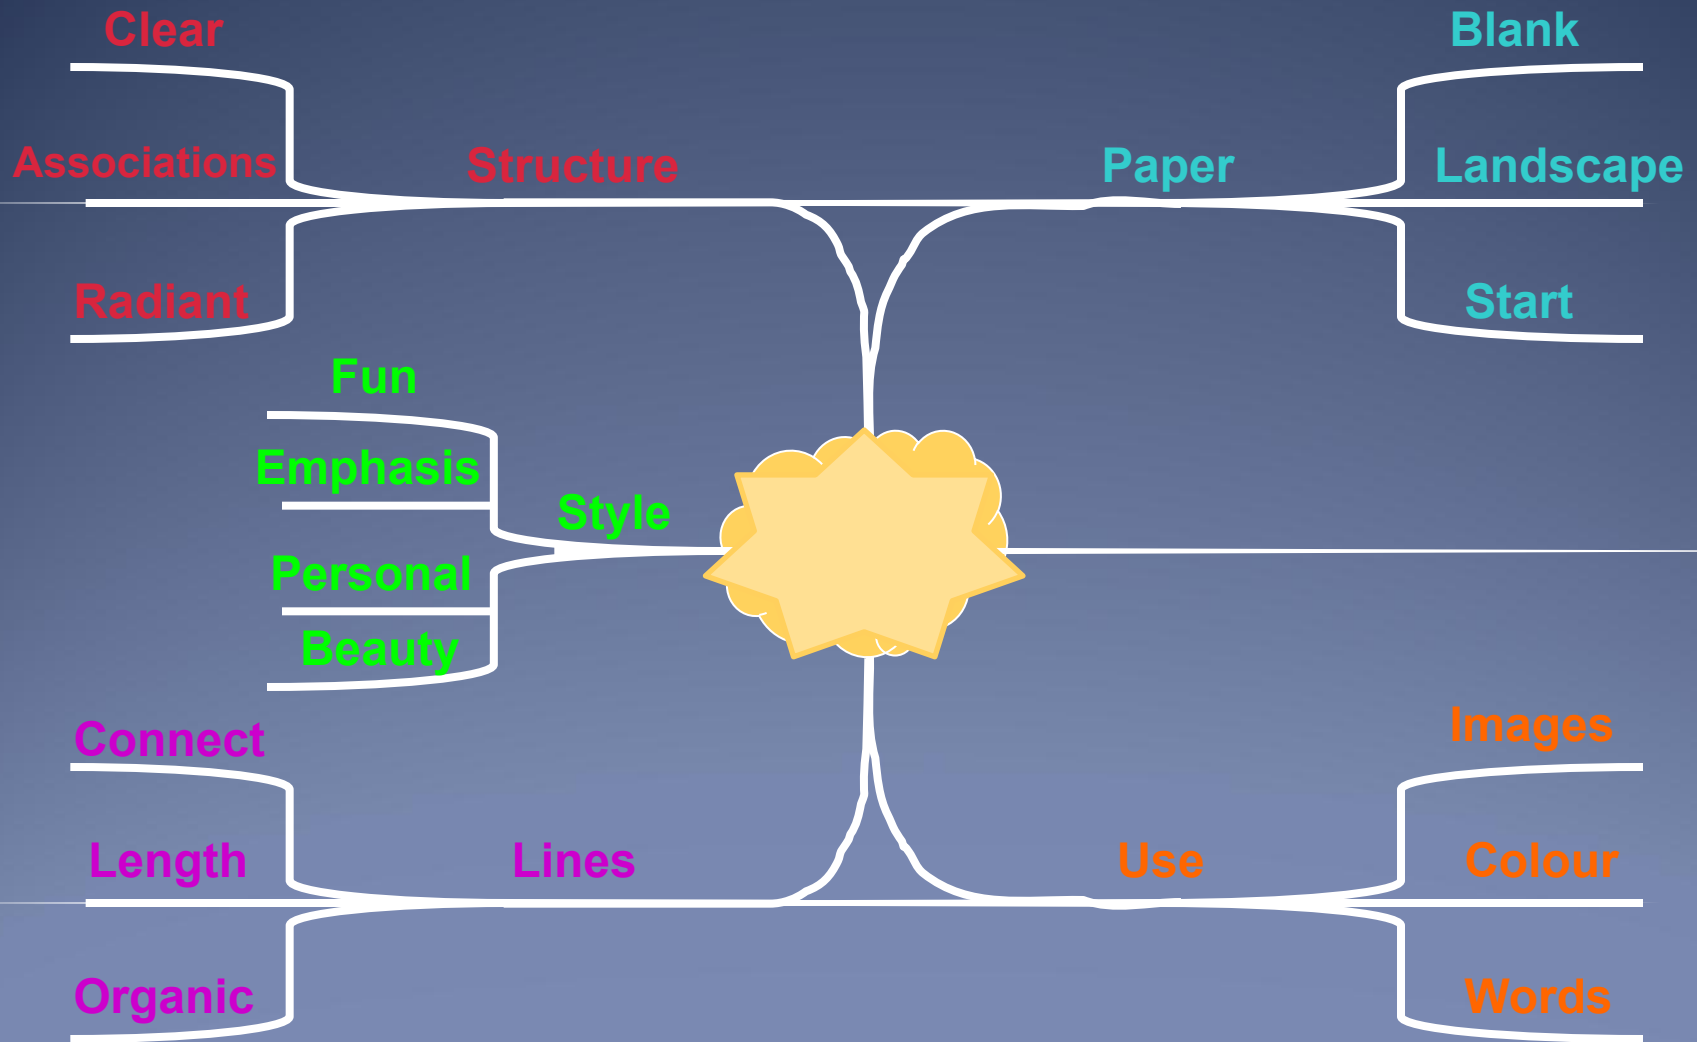 Clear
Associations
Radiant
Structure
Paper
Blank
Landscape
Start
Fun
Emphasis
Personal
Beauty
Style
Connect
Length
Organic
Lines
Use
Images
Colour
Words